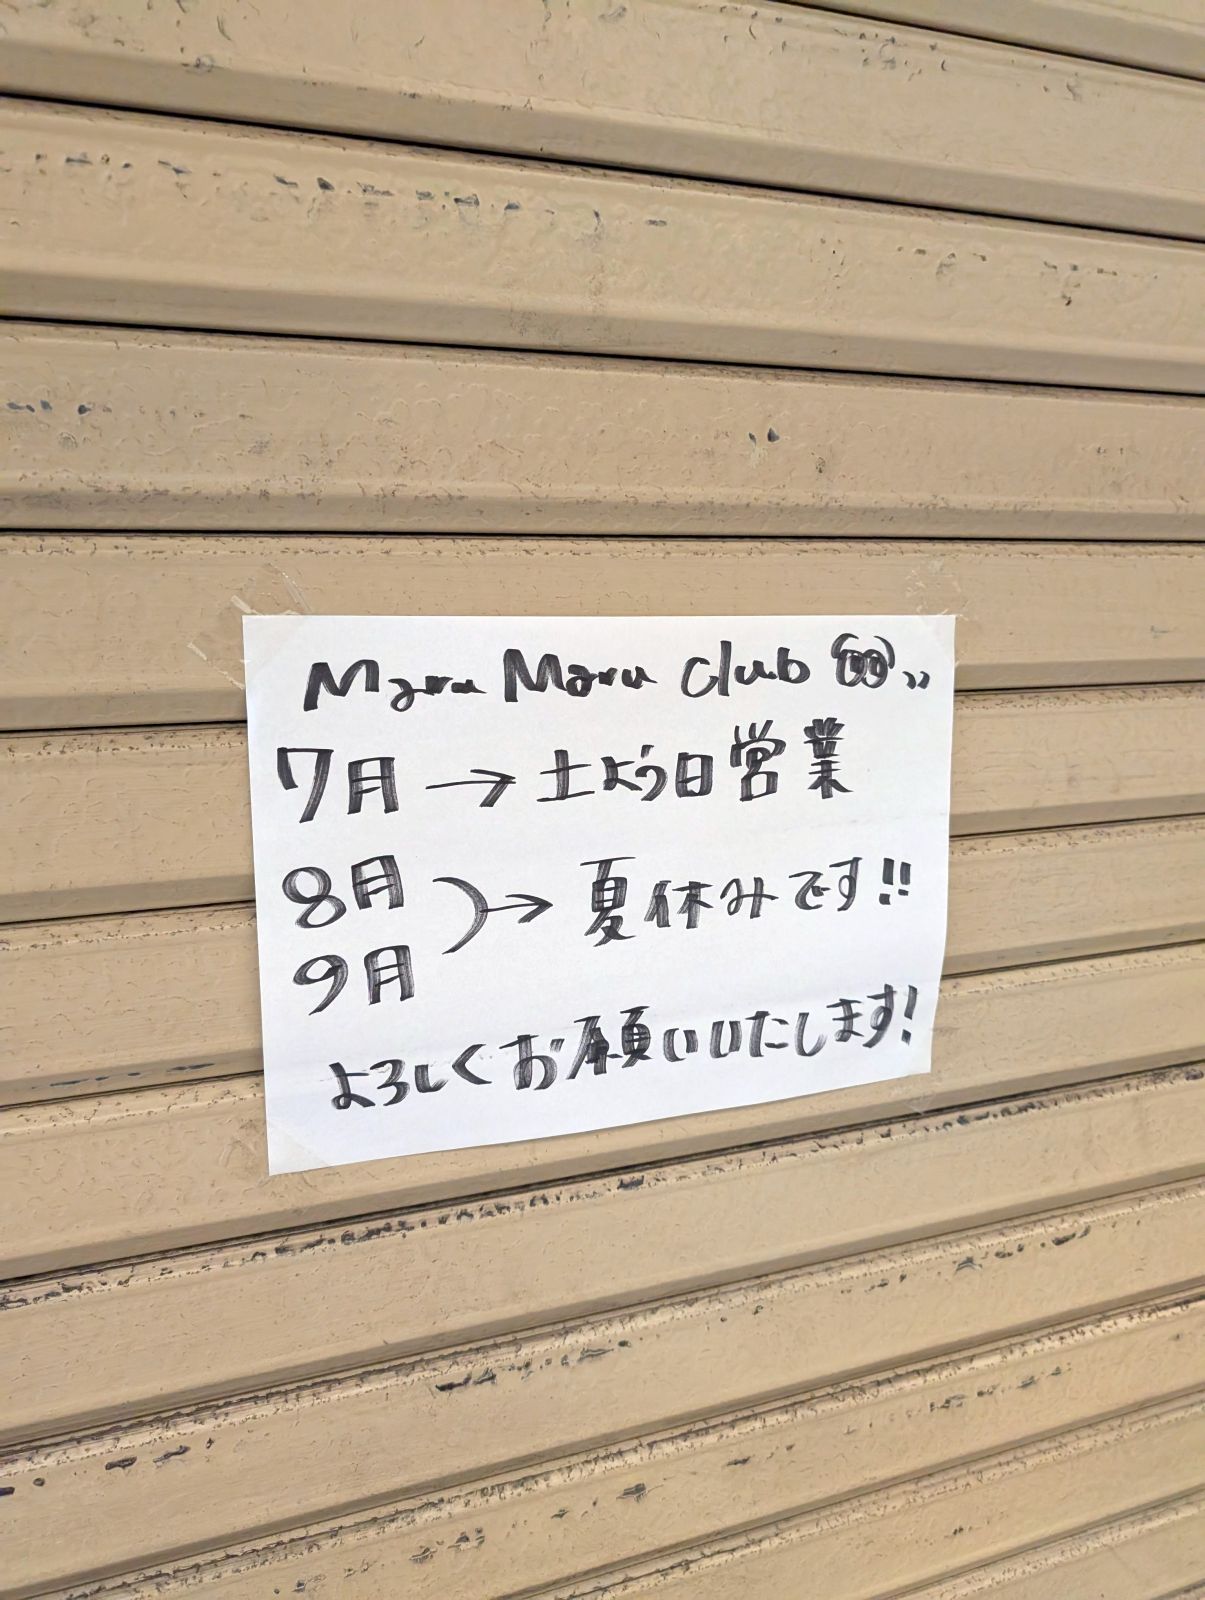 Maru Maru club
7月 → 土よう日営業
8月
9月 ) → 夏休みです!!
よろしくお願いいたします!